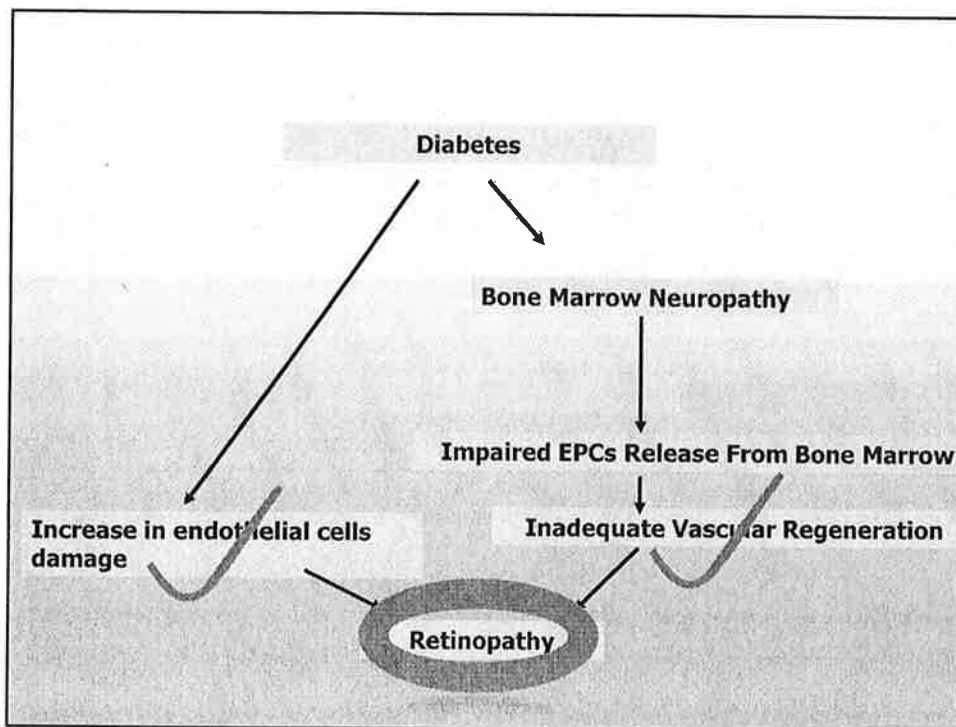 Diabetes
Bone Marrow Neuropathy
Impaired EPCs Release From Bone Marrow
Increase in endothelial cells
damage
Inadequate Vascular Regeneration
Retinopathy